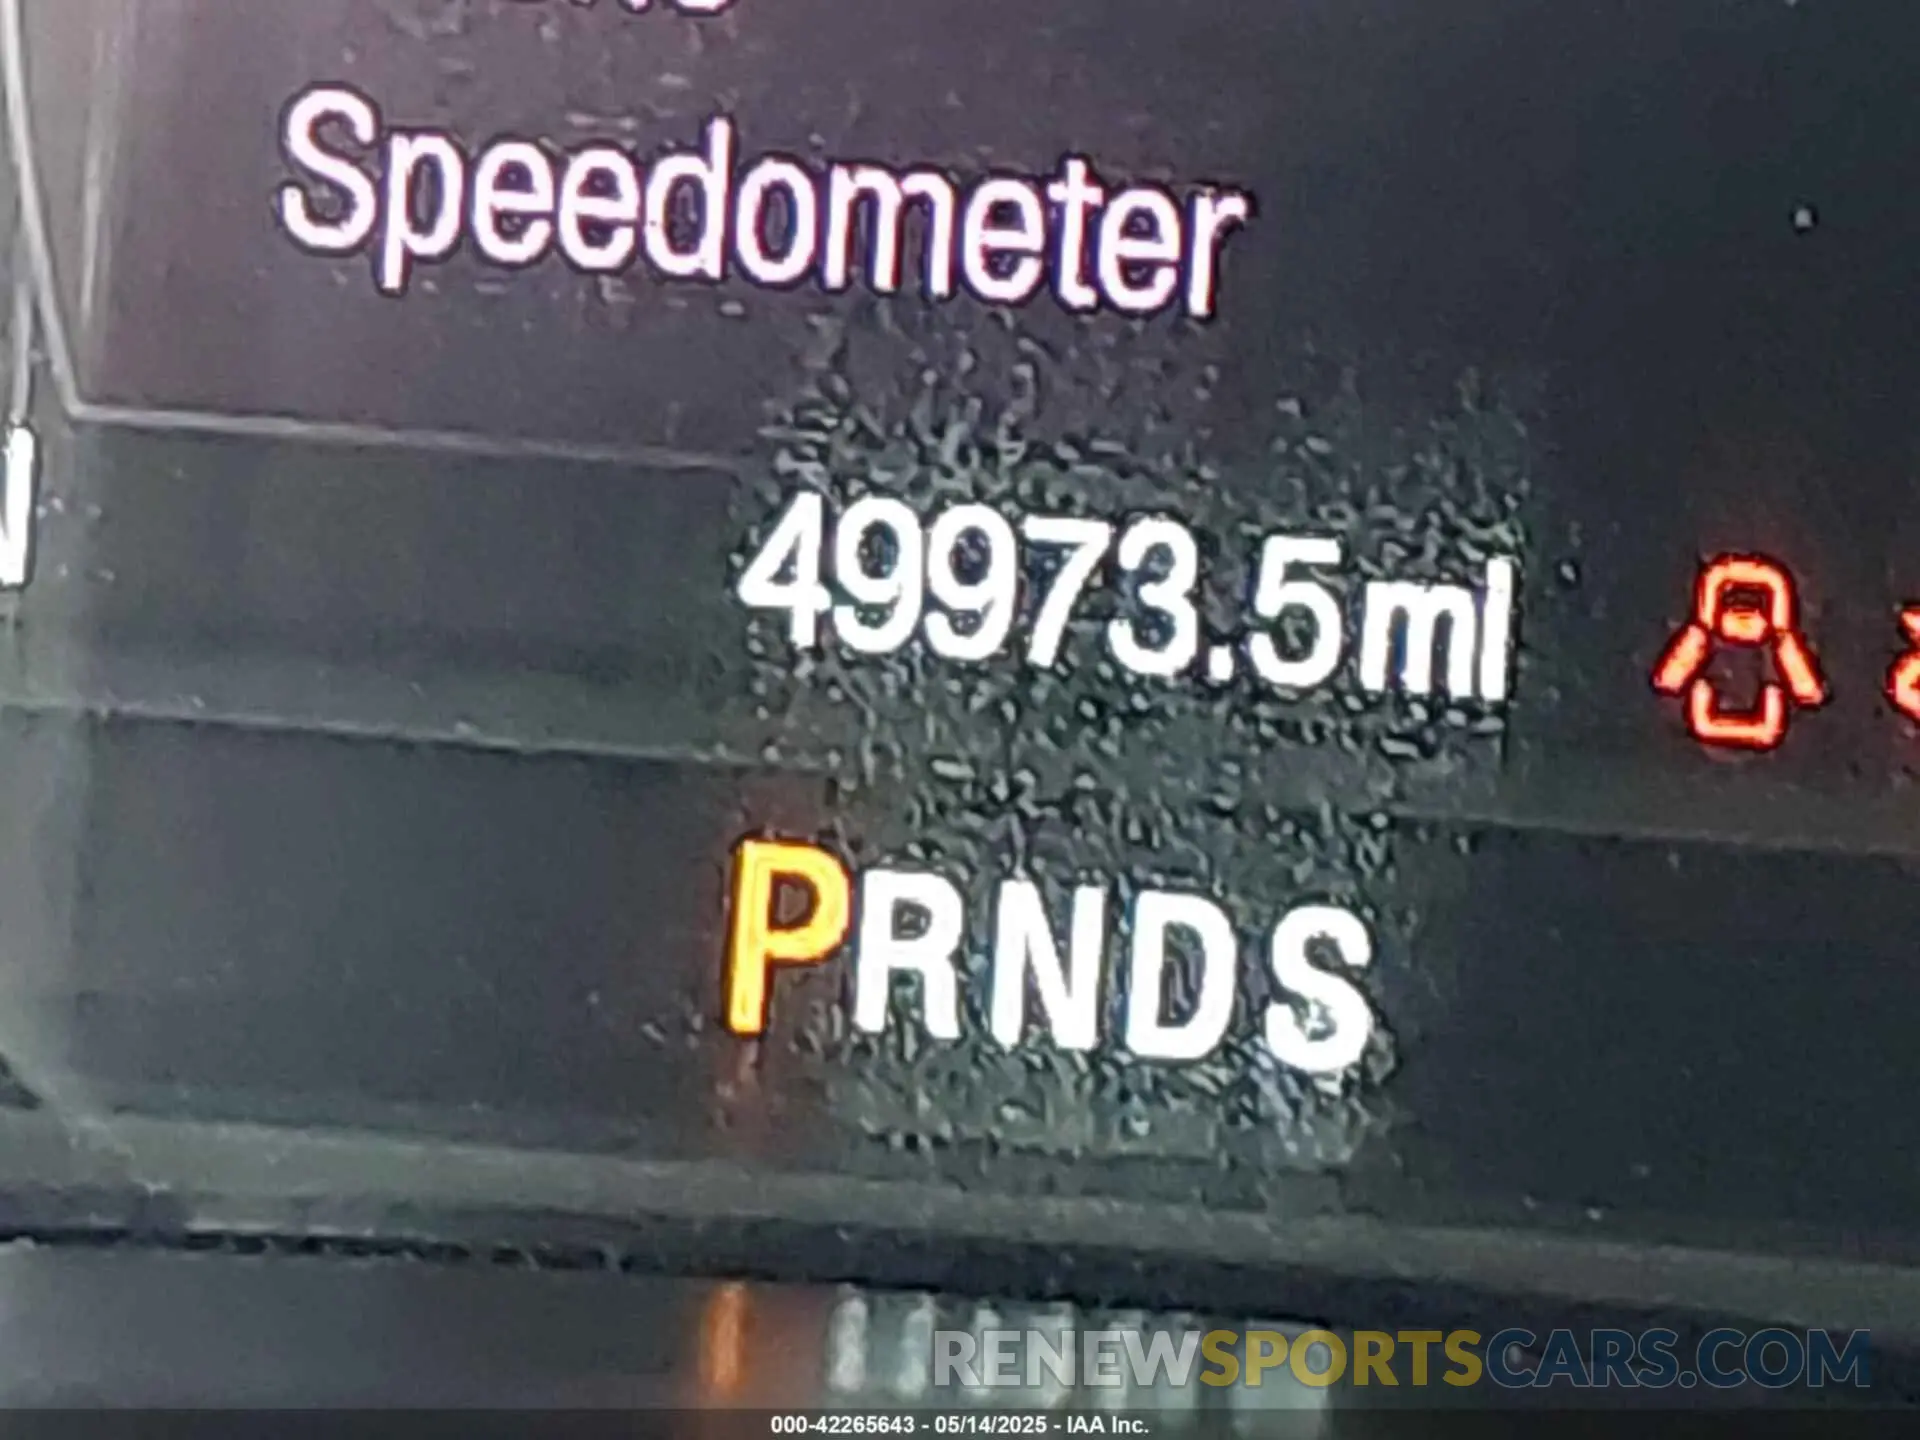 Speedometer
49973.5mI
PRNDS
RENEWSPORTSCARS.COM
000-42265643 - 05/14/2025 - IAA Inc.